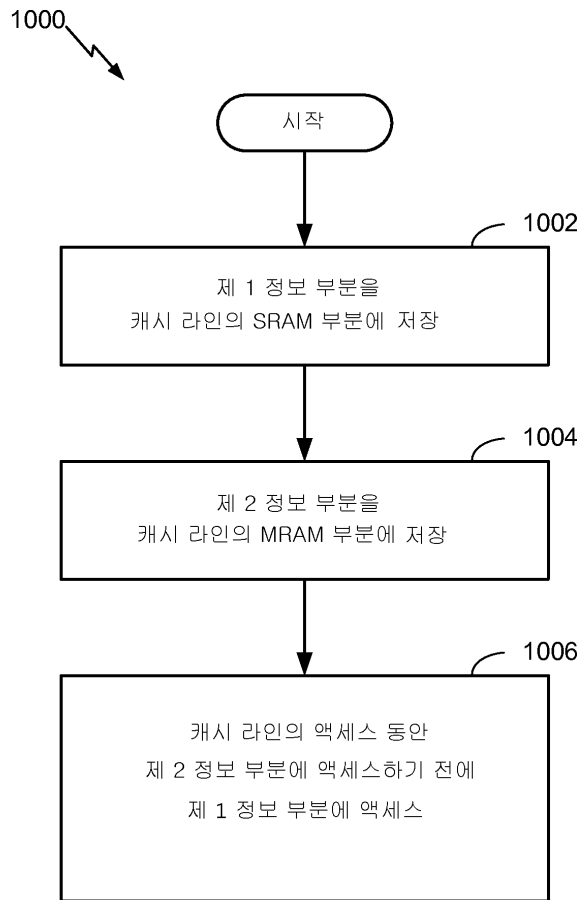 1000
시작
1002
제 1 정보 부분을
캐시 라인의 SRAM 부분에 저장
1004
제 2 정보 부분을
캐시 라인의 MRAM 부분에 저장
1006
캐시 라인의 액세스 동안
제 2 정보 부분에 액세스하기 전에
제 1 정보 부분에 액세스